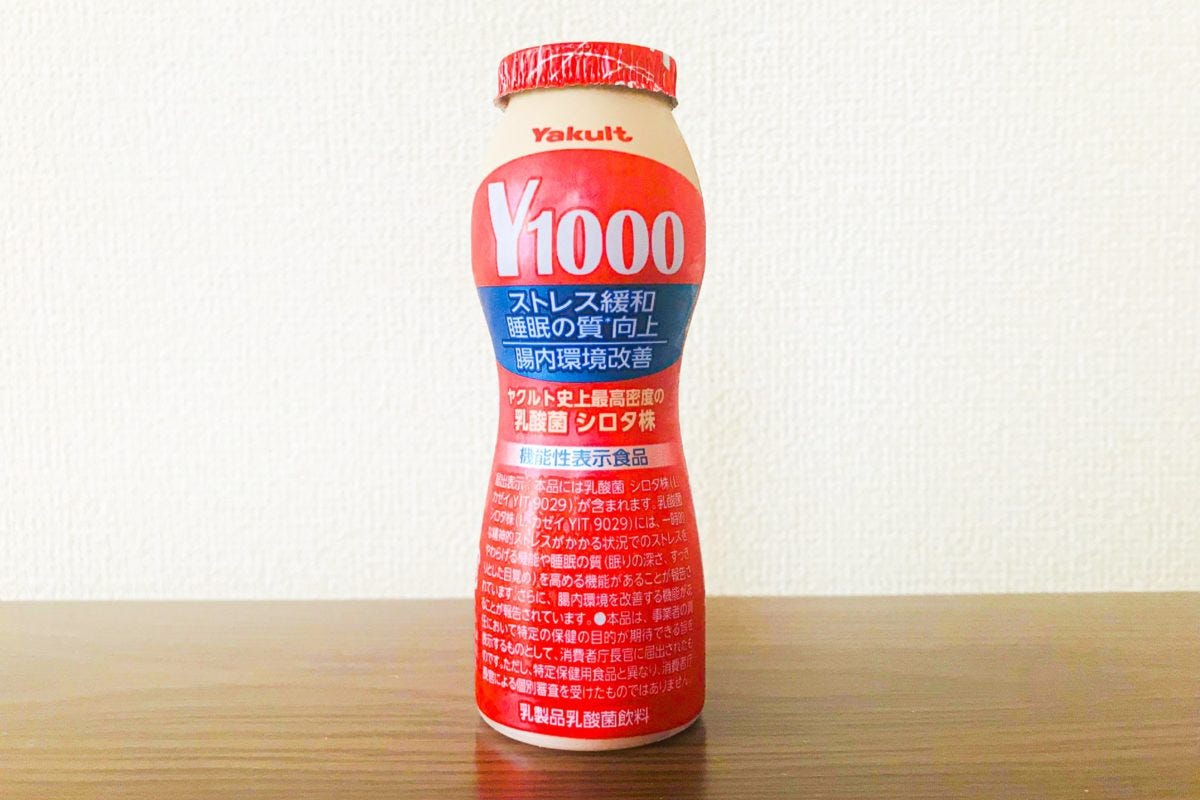 Yakult
Y1000
ストレス緩和
睡眠の質*向上
腸内環境改善
ヤクルト史上最高密度の
乳酸菌 シロタ株
機能性表示食品
届出表示:本品には乳酸菌 シロタ株(L.
カゼイ YIT 9029)が含まれます。乳酸菌
シロタ株(L.カゼイ YIT 9029)には、一時的
な精神的ストレスがかかる状況でのストレスを
やわらげる機能や睡眠の質(眠りの深さ、すっき
りとした目覚め)を高める機能があることが報告さ
れています。さらに、腸内環境を改善する機能があ
ることが報告されています。●本品は、事業者の責
任において特定の保健の目的が期待できる旨を
表示するものとして、消費者庁長官に届出されたも
のです。ただし、特定保健用食品と異なり、消費者庁
長官による個別審査を受けたものではありません。
乳製品乳酸菌飲料